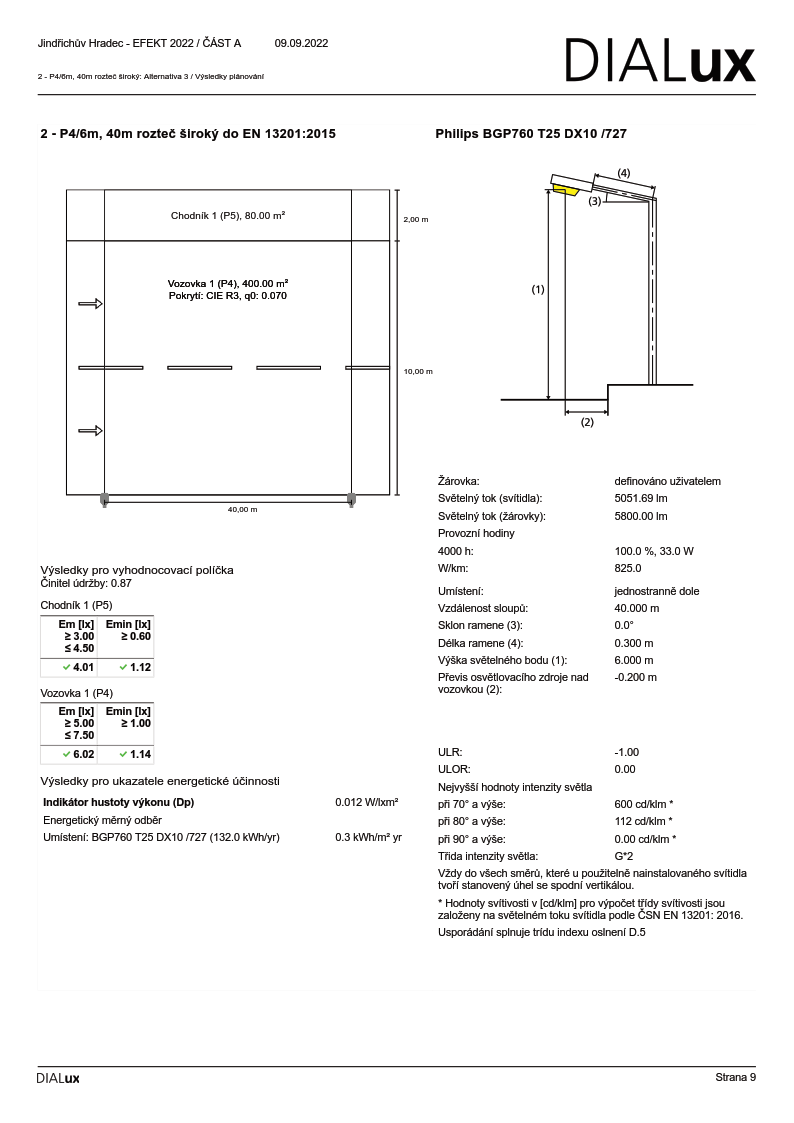 Jindřichův Hradec - EFEKT 2022 / ČÁST A 09.09.2022
DIALux
2 - P4/6m, 40m rozteč široký: Alternativa 3 / Výsledky plánování
2 - P4/6m, 40m rozteč široký do EN 13201:2015
Chodník 1 (P5), 80.00 m²
2,00 m
Vozovka 1 (P4), 400.00 m²
Pokrytí: CIE R3, q0: 0.070
10,00 m
40,00 m
Výsledky pro vyhodnocovací políčka
Činitel údržby: 0.87
Chodník 1 (P5)
Em [lx] Emin [lx]
≥ 3.00 ≥ 0.60
≤ 4.50
✓ 4.01 ✓ 1.12
Vozovka 1 (P4)
Em [lx] Emin [lx]
≥ 5.00 ≥ 1.00
≤ 7.50
✓ 6.02 ✓ 1.14
Výsledky pro ukazatele energetické účinnosti
Indikátor hustoty výkonu (Dp) 0.012 W/lxm²
Energetický měrný odběr
Umístení: BGP760 T25 DX10 /727 (132.0 kWh/yr) 0.3 kWh/m² yr
Philips BGP760 T25 DX10 /727
(4)
(3)
(1)
(2)
Žárovka: definováno uživatelem
Světelný tok (svítidla): 5051.69 lm
Světelný tok (žárovky): 5800.00 lm
Provozní hodiny
4000 h: 100.0 %, 33.0 W
W/km: 825.0
Umístení: jednostranně dole
Vzdálenost sloupů: 40.000 m
Sklon ramene (3): 0.0°
Délka ramene (4): 0.300 m
Výška světelného bodu (1): 6.000 m
Převis osvětlovacího zdroje nad -0.200 m
vozovkou (2):
ULR: -1.00
ULOR: 0.00
Nejvyšší hodnoty intenzity světla
při 70° a výše: 600 cd/klm *
při 80° a výše: 112 cd/klm *
při 90° a výše: 0.00 cd/klm *
Třída intenzity světla: G*2
Vždy do všech směrů, které u použitelně nainstalovaného svítidla
tvoří stanovený úhel se spodní vertikálou.
* Hodnoty svítivosti v [cd/klm] pro výpočet třídy svítivosti jsou
založeny na světelném toku svítidla podle ČSN EN 13201: 2016.
Usporádání splnuje trídu indexu oslnení D.5
DIALux
Strana 9